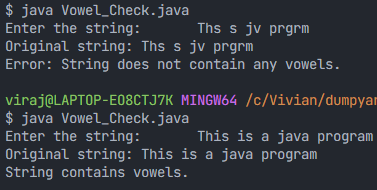 $ java Vowel_Check.java
Enter the string:       Ths s jv prgrm
Original string: Ths s jv prgrm
Error: String does not contain any vowels.
viraj@LAPTOP-EO8CTJ7K MINGW64 /c/Vivian/dumpyar
$ java Vowel_Check.java
Enter the string:       This is a java program
Original string: This is a java program
String contains vowels.